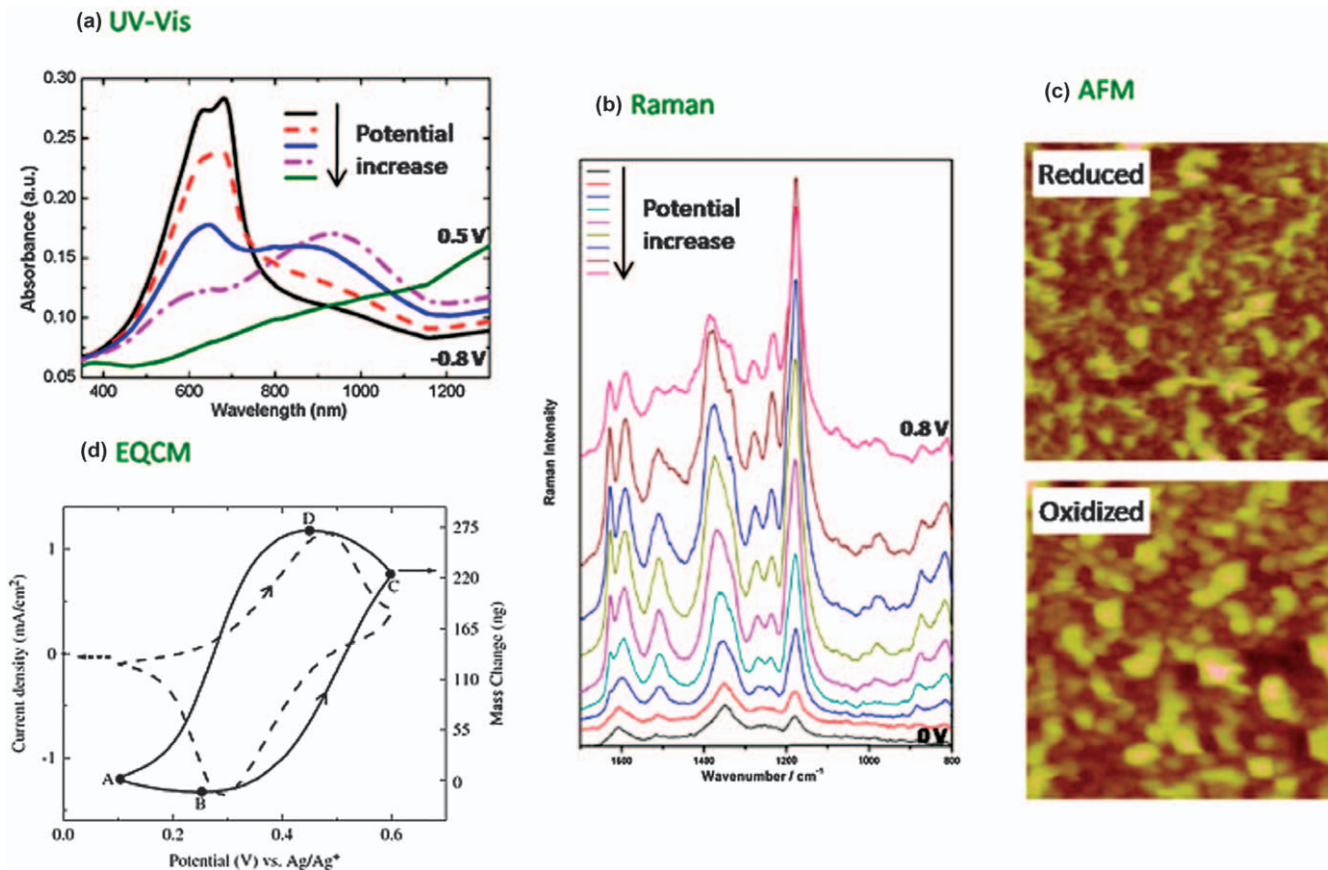 (a) UV-Vis
0.30
0.25
0.20
0.15
0.10
0.05
Absorbance (a.u.)
Potential
increase
0.5 V
-0.8 V
400 600 800 1000 1200
Wavelength (nm)
(b) Raman
Potential
increase
0.8 V
0 V
Raman Intensity
1600 1400 1200 1000 800
Wavenumber / cm⁻¹
(c) AFM
Reduced
Oxidized
(d) EQCM
1
0
-1
Current density (mA/cm²)
A
B
C
D
275
220
165
110
55
0
Mass Change (ng)
0.0 0.2 0.4 0.6
Potential (V) vs. Ag/Ag⁺